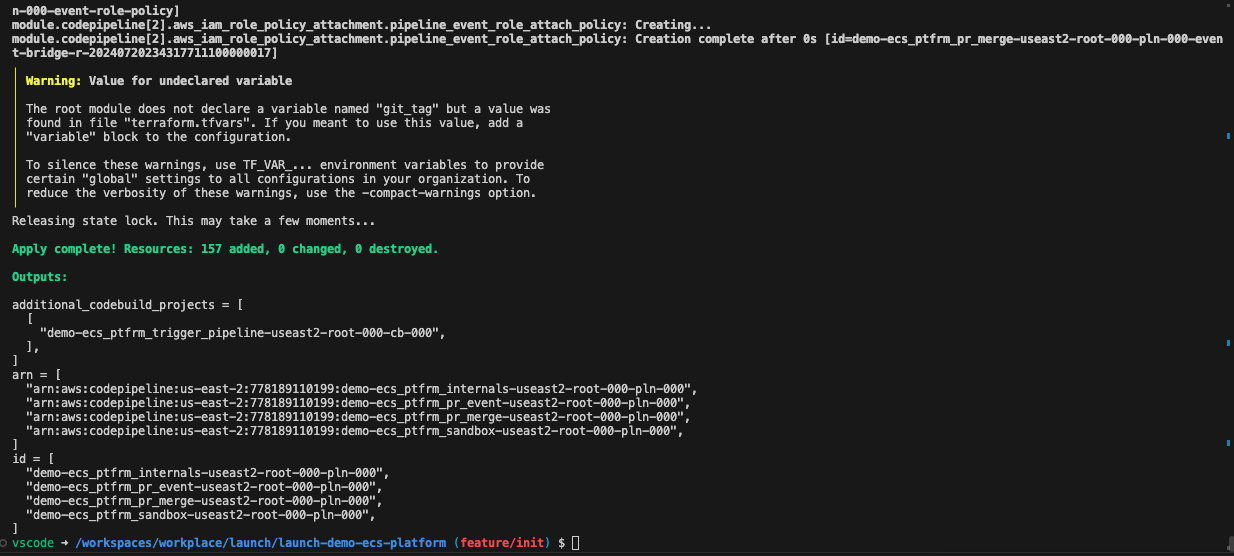 n-000-event-role-policy]
module.codepipeline[2].aws_iam_role_policy_attachment.pipeline_event_role_attach_policy: Creating...
module.codepipeline[2].aws_iam_role_policy_attachment.pipeline_event_role_attach_policy: Creation complete after 0s [id=demo-ecs_ptfrm_pr_merge-useast2-root-000-pln-000-even
t-bridge-r-20240720234317711100000017]
Warning: Value for undeclared variable
The root module does not declare a variable named "git_tag" but a value was
found in file "terraform.tfvars". If you meant to use this value, add a
"variable" block to the configuration.
To silence these warnings, use TF_VAR_... environment variables to provide
certain "global" settings to all configurations in your organization. To
reduce the verbosity of these warnings, use the -compact-warnings option.
Releasing state lock. This may take a few moments...
Apply complete! Resources: 157 added, 0 changed, 0 destroyed.
Outputs:
additional_codebuild_projects = [
  [
    "demo-ecs_ptfrm_trigger_pipeline-useast2-root-000-cb-000",
  ],
]
arn = [
  "arn:aws:codepipeline:us-east-2:778189110199:demo-ecs_ptfrm_internals-useast2-root-000-pln-000",
  "arn:aws:codepipeline:us-east-2:778189110199:demo-ecs_ptfrm_pr_event-useast2-root-000-pln-000",
  "arn:aws:codepipeline:us-east-2:778189110199:demo-ecs_ptfrm_pr_merge-useast2-root-000-pln-000",
  "arn:aws:codepipeline:us-east-2:778189110199:demo-ecs_ptfrm_sandbox-useast2-root-000-pln-000",
]
id = [
  "demo-ecs_ptfrm_internals-useast2-root-000-pln-000",
  "demo-ecs_ptfrm_pr_event-useast2-root-000-pln-000",
  "demo-ecs_ptfrm_pr_merge-useast2-root-000-pln-000",
  "demo-ecs_ptfrm_sandbox-useast2-root-000-pln-000",
]
vscode ➜ /workspaces/workplace/launch/launch-demo-ecs-platform (feature/init) $